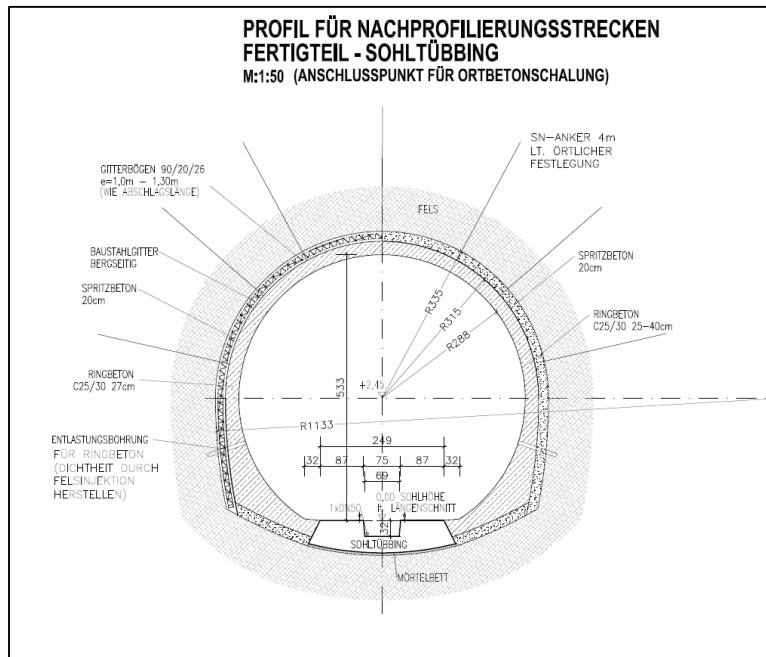 PROFIL FÜR NACHPROFILIERUNGSSTRECKEN
FERTIGTEIL - SOHLTÜBBING
M:1:50 (ANSCHLUSSPUNKT FÜR ORTBETONSCHALUNG)
SN-ANKER 4m
LT. ÖRTLICHER
FESTLEGUNG
GITTERBÖGEN 90/20/26
e=1,0m - 1,30m
(WIE ABSCHLAGSLÄNGE)
FELS
BAUSTAHLGITTER
BERGSEITIG
SPRITZBETON
20cm
SPRITZBETON
20cm
R335
R315
R288
RINGBETON
C25/30 25-40cm
RINGBETON
C25/30 27cm
533
+2,45
R1133
ENTLASTUNGSBOHRUNG
FÜR RINGBETON
(DICHTHEIT DURCH
FELSINJEKTION
HERSTELLEN)
249
32 87 75 87 32
69
0.00 SOHLHÖHE
LÄNGENSCHNITT
1xDN50
32
SOHLTÜBBING
MÖRTELBETT